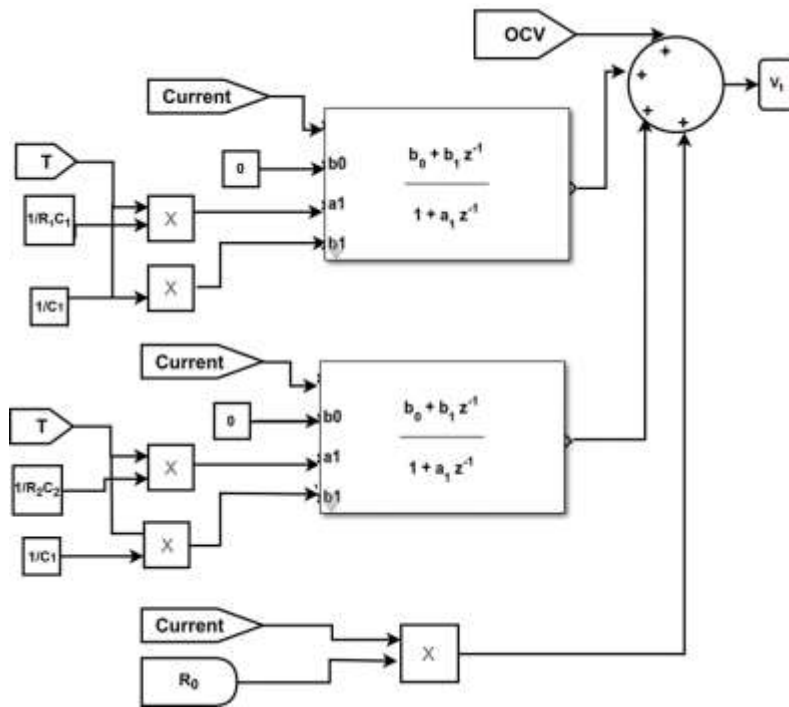 OCV
+
+
+
+
V₁
Current
T
0
b0
a1
b1
b₀ + b₁ z⁻¹
1 + a₁ z⁻¹
1/R₁C₁
X
X
1/C₁
Current
T
0
b0
a1
b1
b₀ + b₁ z⁻¹
1 + a₁ z⁻¹
1/R₂C₂
X
X
1/C₁
Current
R₀
X